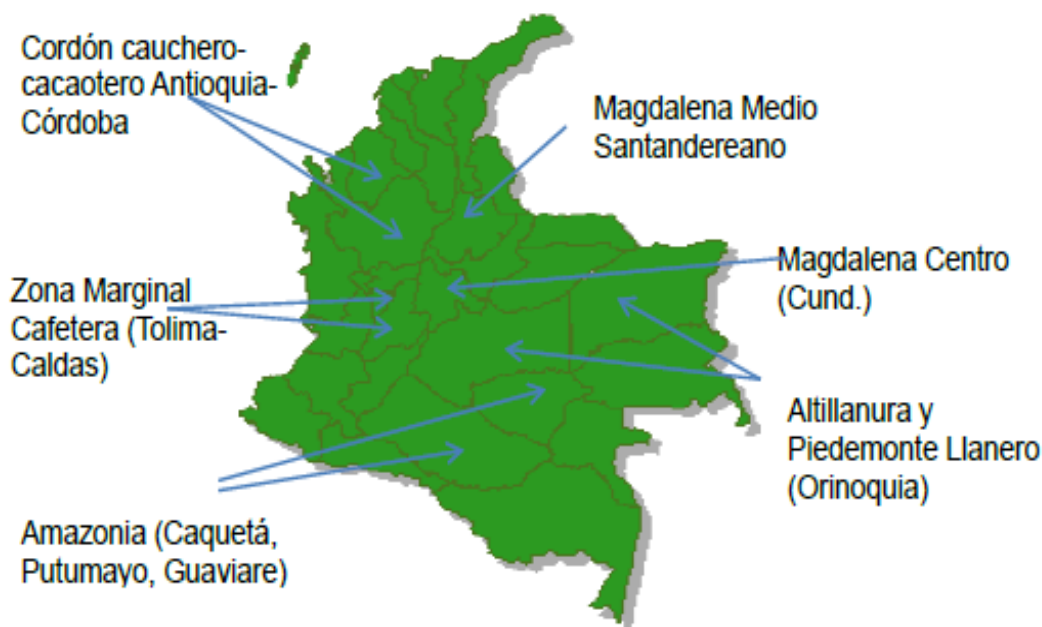 Cordón cauchero-
cacaotero Antioquia-
Córdoba
Magdalena Medio
Santandereano
Magdalena Centro
(Cund.)
Zona Marginal
Cafetera (Tolima-
Caldas)
Altillanura y
Piedemonte Llanero
(Orinoquia)
Amazonia (Caquetá,
Putumayo, Guaviare)